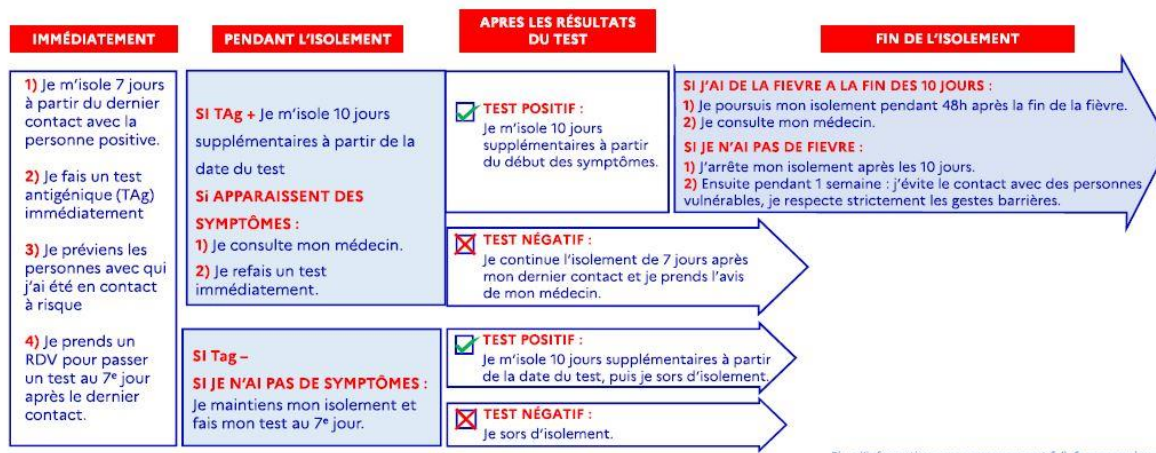 IMMÉDIATEMENT
1) Je m'isole 7 jours
à partir du dernier
contact avec la
personne positive.
2) Je fais un test
antigénique (TAg)
immédiatement
3) Je préviens les
personnes avec qui
j'ai été en contact
à risque
4) Je prends un
RDV pour passer
un test au 7e jour
après le dernier
contact.
PENDANT L'ISOLEMENT
SI TAg + Je m'isole 10 jours
supplémentaires à partir de la
date du test
Si APPARAISSENT DES
SYMPTÔMES :
1) Je consulte mon médecin.
2) Je refais un test
immédiatement.
SI Tag –
SI JE N'AI PAS DE SYMPTÔMES :
Je maintiens mon isolement et
fais mon test au 7e jour.
APRES LES RÉSULTATS
DU TEST
TEST POSITIF :
Je m'isole 10 jours
supplémentaires à partir
du début des symptômes.
TEST NÉGATIF :
Je continue l'isolement de 7 jours après
mon dernier contact et je prends l'avis
de mon médecin.
TEST POSITIF :
Je m'isole 10 jours supplémentaires à partir
de la date du test, puis je sors d'isolement.
TEST NÉGATIF :
Je sors d'isolement.
FIN DE L'ISOLEMENT
SI J'AI DE LA FIEVRE A LA FIN DES 10 JOURS :
1) Je poursuis mon isolement pendant 48h après la fin de la fièvre.
2) Je consulte mon médecin.
SI JE N'AI PAS DE FIEVRE :
1) J'arrête mon isolement après les 10 jours.
2) Ensuite pendant 1 semaine : j'évite le contact avec des personnes
vulnérables, je respecte strictement les gestes barrières.